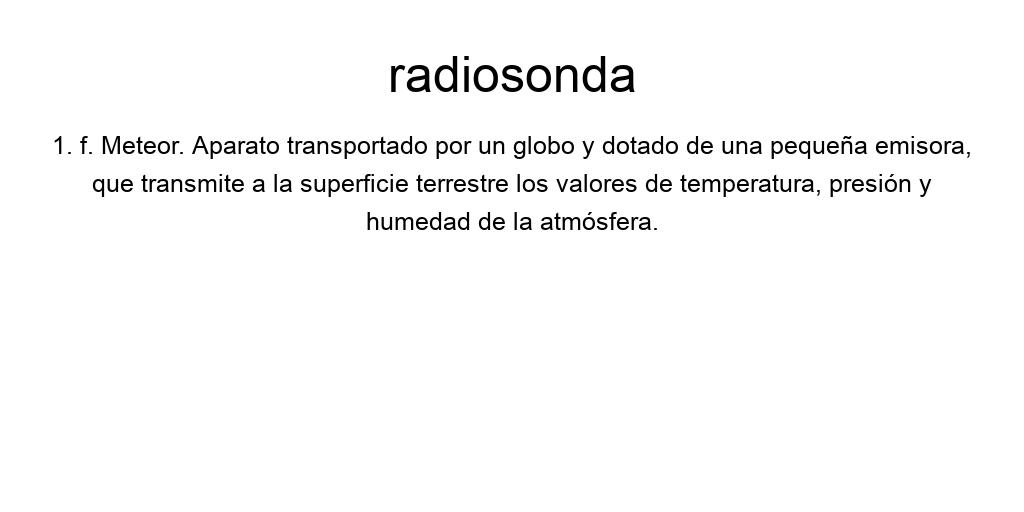 radiosonda
1. f. Meteor. Aparato transportado por un globo y dotado de una pequeña emisora,
que transmite a la superficie terrestre los valores de temperatura, presión y
humedad de la atmósfera.